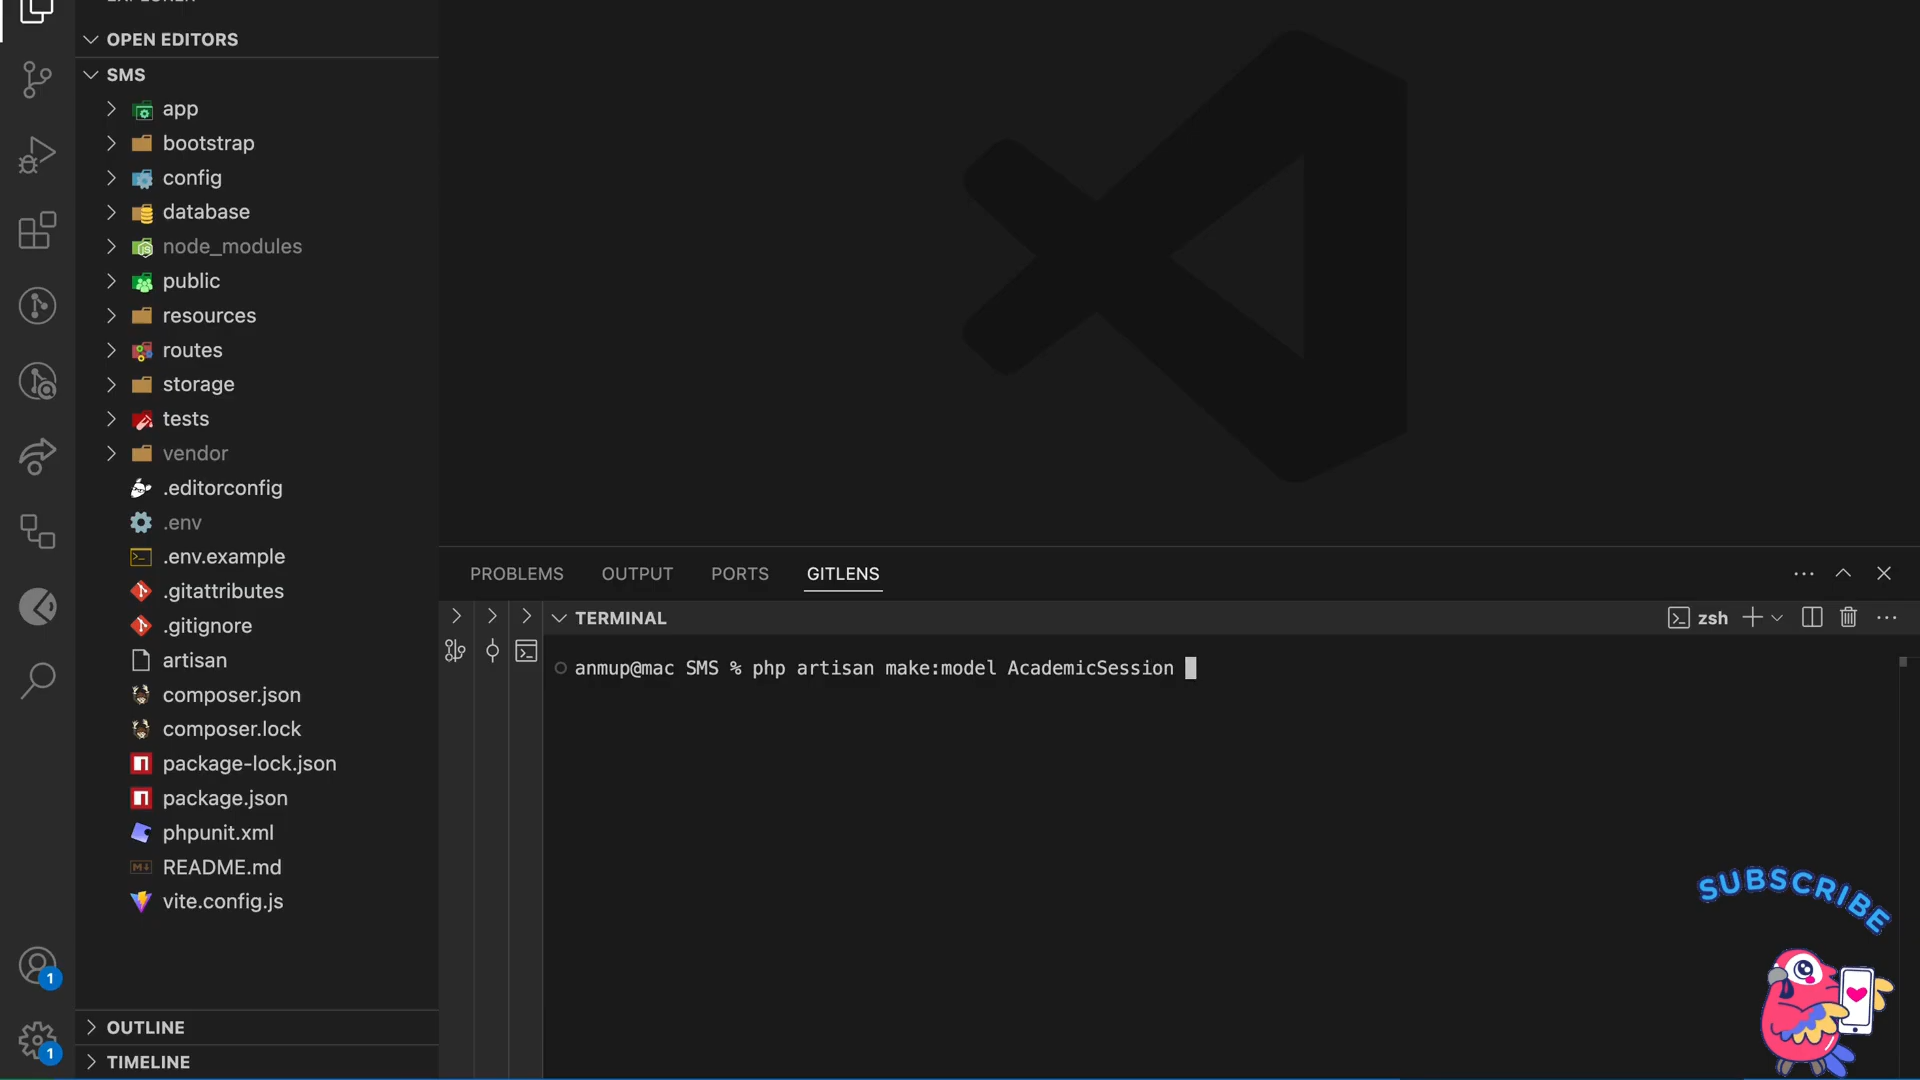 OPEN EDITORS
SMS
app
bootstrap
config
database
node_modules
public
resources
routes
storage
tests
vendor
.editorconfig
.env
.env.example
.gitattributes
.gitignore
artisan
composer.json
composer.lock
package-lock.json
package.json
phpunit.xml
README.md
vite.config.js
1
1
OUTLINE
TIMELINE
PROBLEMS OUTPUT PORTS GITLENS
TERMINAL
zsh
anmup@mac SMS % php artisan make:model AcademicSession
SUBSCRIBE